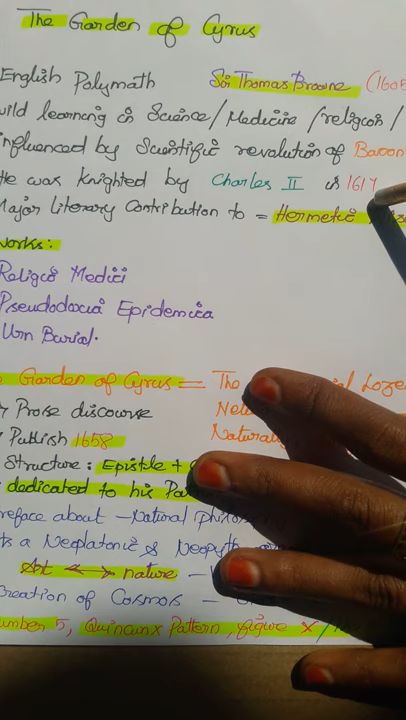 The Garden of Cyrus
English Polymath Sir Thomas Browne (1605
wild learning in Science/Medicine/religion/
Influenced by Scientific revolution of Bacon
He was knighted by Charles II in 1617
Major literary Contribution to = Hermetic
works:
Religio Medici
Pseudodoxia Epidemica
Urn Burial.
Garden of Cyrus = The Loze
Prose discourse
Publish 1658 Natural
Structure: Epistle +
dedicated to his
Preface about - Natural
a Neoplatonic &
Art ↔ nature -
Creation of Cosmos -
number 5, Quincunx Pattern, figure X/